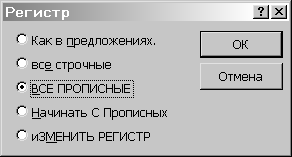 Регистр
Как в предложениях.
все строчные
ВСЕ ПРОПИСНЫЕ
Начинать С Прописных
иЗМЕНИТЬ РЕГИСТР
ОК
Отмена